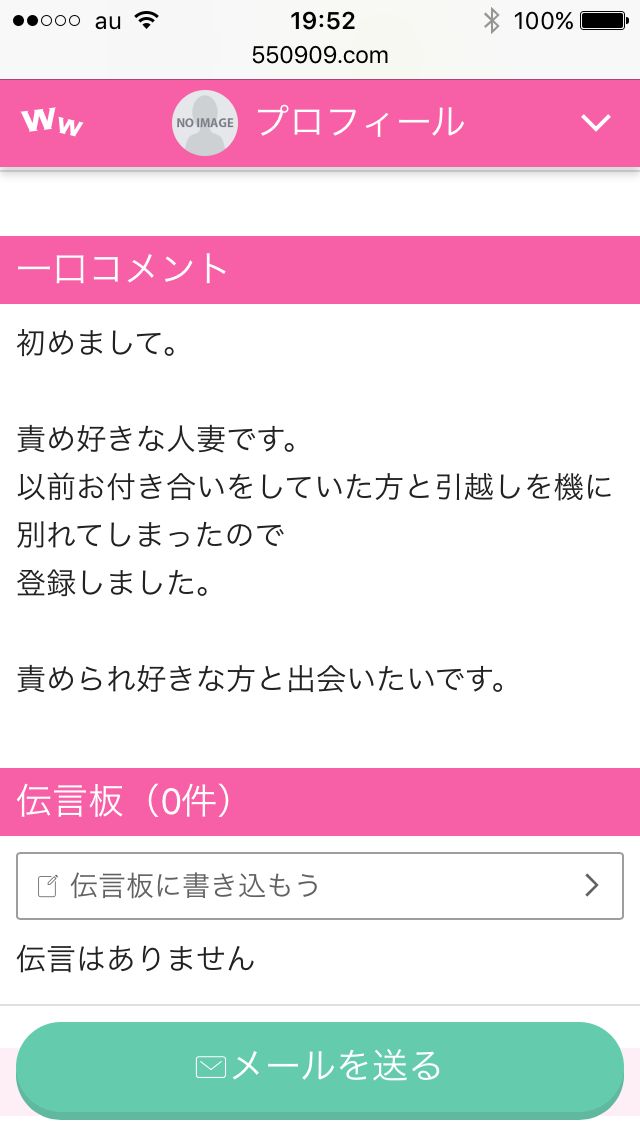 au 19:52 100%
550909.com
ww NO IMAGE プロフィール
一口コメント
初めまして。
責め好きな人妻です。
以前お付き合いをしていた方と引越しを機に
別れてしまったので
登録しました。
責められ好きな方と出会いたいです。
伝言板（0件）
伝言板に書き込もう
伝言はありません
メールを送る